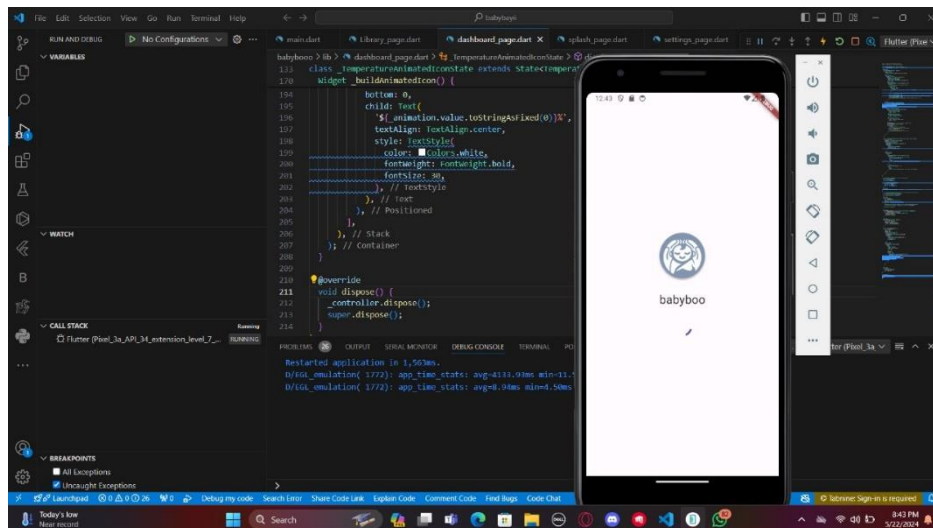 File Edit Selection View Go Run Terminal Help
babybuyii
RUN AND DEBUG No Configurations
main.dart Library_page.dart dashboard_page.dart splash_page.dart settings_page.dart Flutter (Pixe
babybooo > lib > dashboard_page.dart > _TemperatureAnimatedIconState >
VARIABLES
133 class _TemperatureAnimatedIconState extends State<Tempera
170 Widget _buildAnimatedIcon() {
194 bottom: 0,
195 child: Text(
196 '${_animation.value.toStringAsFixed(0)}%',
197 textAlign: TextAlign.center,
198 style: TextStyle(
199 color: Colors.white,
200 fontWeight: FontWeight.bold,
201 fontSize: 30,
202 ), // TextStyle
203 ), // Text
204 ), // Positioned
205 ],
206 ), // Stack
207 ); // Container
208 }
209
210 @override
211 void dispose() {
212 _controller.dispose();
213 super.dispose();
214 }
WATCH
CALL STACK Running
Flutter (Pixel_3a_API_34_extension_level_7_... RUNNING
PROBLEMS 26 OUTPUT SERIAL MONITOR DEBUG CONSOLE TERMINAL PO
tter (Pixel_3a
Restarted application in 1,563ms.
D/EGL_emulation( 1772): app_time_stats: avg=4133.93ms min=11.5
D/EGL_emulation( 1772): app_time_stats: avg=8.94ms min=4.50ms
BREAKPOINTS
All Exceptions
Uncaught Exceptions
12:43
babyboo
Launchpad 0 0 26 0 Debug my code Search Error Share Code Link Explain Code Comment Code Find Bugs Code Chat
Tabnine: Sign-in is required
Today's low
Near record
Search
8:43 PM
5/22/2024